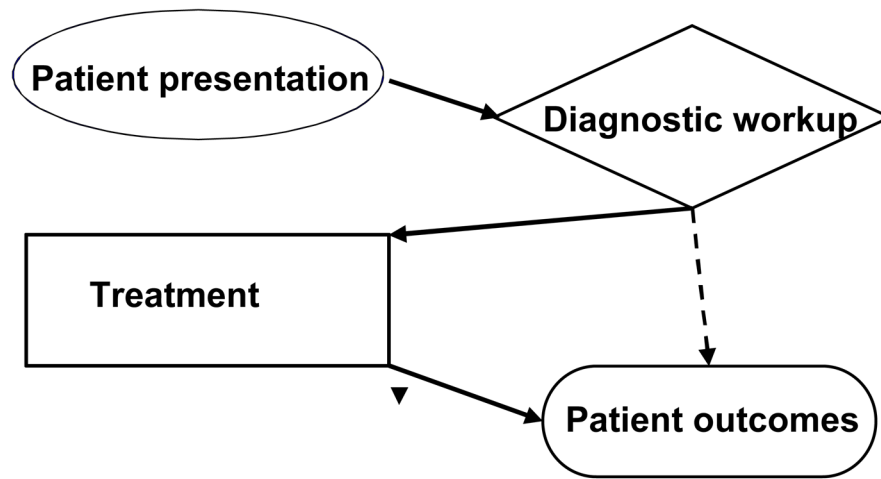 Patient presentation
Diagnostic workup
Treatment
Patient outcomes